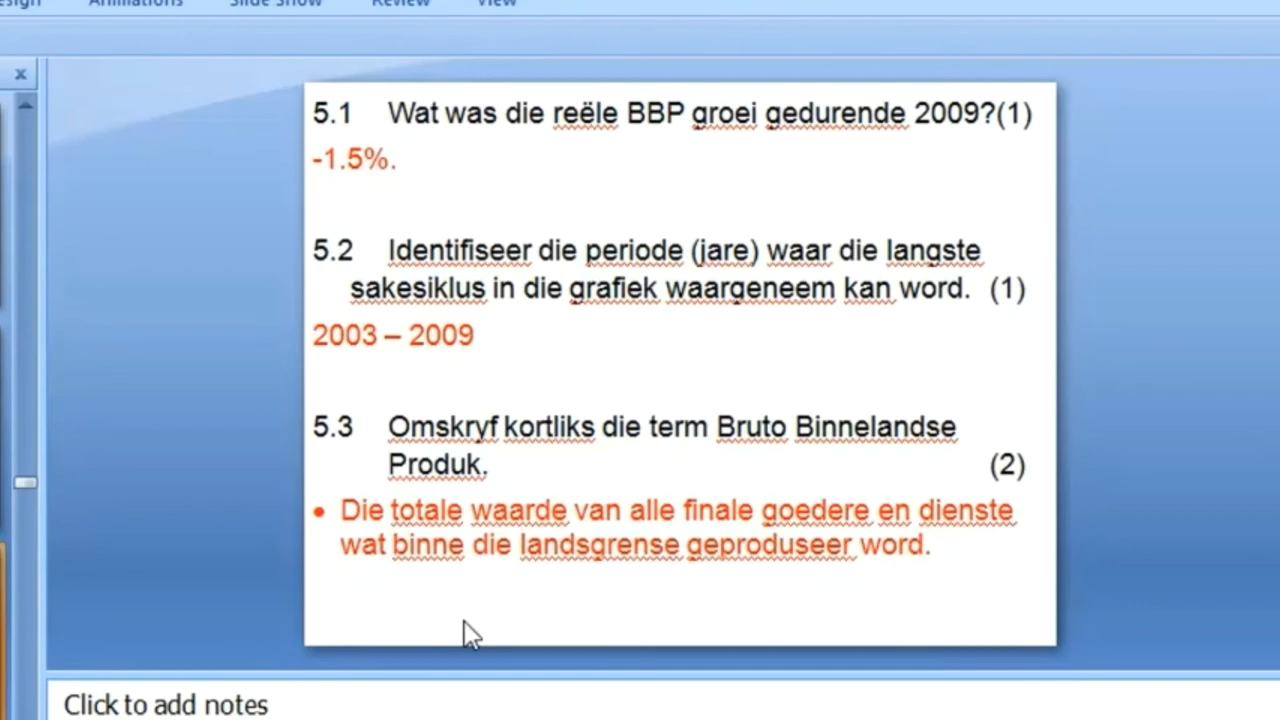 Animations Slide Show Review View
5.1 Wat was die reële BBP groei gedurende 2009?(1)
-1.5%.
5.2 Identifiseer die periode (jare) waar die langste
sakesiklus in die grafiek waargeneem kan word. (1)
2003 – 2009
5.3 Omskryf kortliks die term Bruto Binnelandse
Produk. (2)
• Die totale waarde van alle finale goedere en dienste
wat binne die landsgrense geproduseer word.
Click to add notes